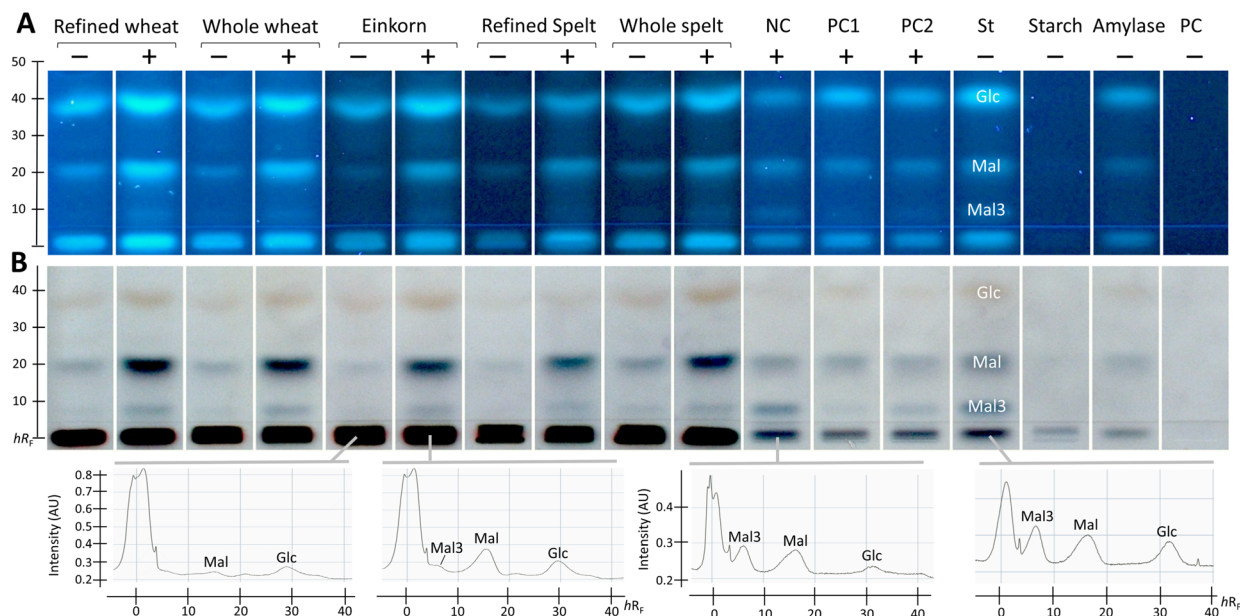 A
Refined wheat Whole wheat Einkorn Refined Spelt Whole spelt NC PC1 PC2 St Starch Amylase PC
− + − + − + − + − + + + + − − − −
50
40
30
20
10
Glc
Mal
Mal3
B
40
30
20
10
hRF
Glc
Mal
Mal3
Intensity (AU)
0.8
0.7
0.6
0.5
0.4
0.3
0.2
Mal Glc
0 10 20 30 40
Mal3 Mal Glc
0 10 20 30 40 hRF
Intensity (AU)
0.4
0.3
0.2
Mal3 Mal Glc
0 10 20 30 40
Mal3 Mal Glc
0 10 20 30 40 hRF